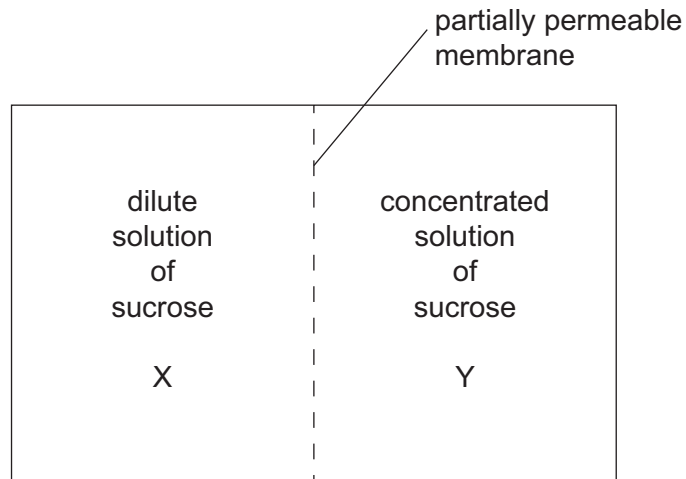 partially permeable
membrane
dilute
solution
of
sucrose
X
concentrated
solution
of
sucrose
Y